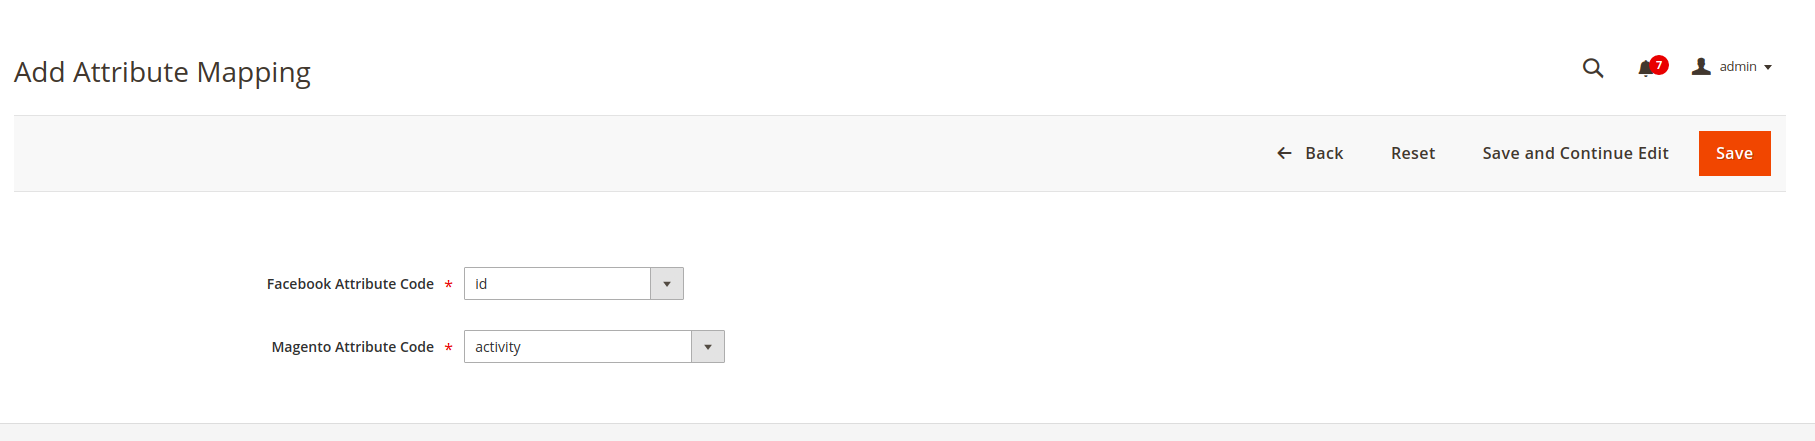 Add Attribute Mapping
7
admin
Back
Reset
Save and Continue Edit
Save
Facebook Attribute Code *
id
Magento Attribute Code *
activity